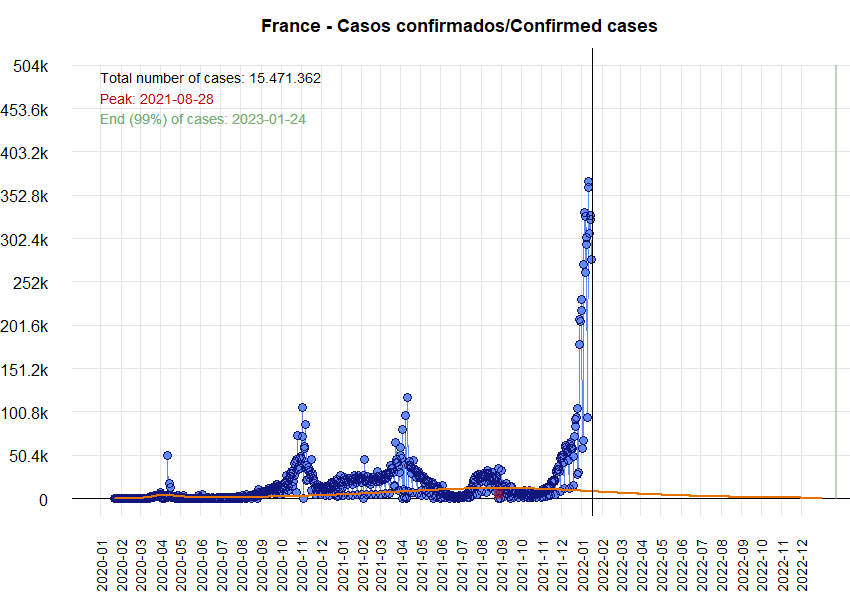 France - Casos confirmados/Confirmed cases
504k
Total number of cases: 15.471.362
Peak: 2021-08-28
453.6k
End (99%) of cases: 2023-01-24
403.2k
352.8k
302.4k
252k
201.6k
151.2k
100.8k
50.4k
0
2020-01
2020-02
2020-03
2020-04
2020-05
2020-06
2020-07
2020-08
2020-09
2020-10
2020-11
2020-12
2021-01
2021-02
2021-03
2021-04
2021-05
2021-06
2021-07
2021-08
2021-09
2021-10
2021-11
2021-12
2022-01
2022-02
2022-03
2022-04
2022-05
2022-06
2022-07
2022-08
2022-09
2022-10
2022-11
2022-12